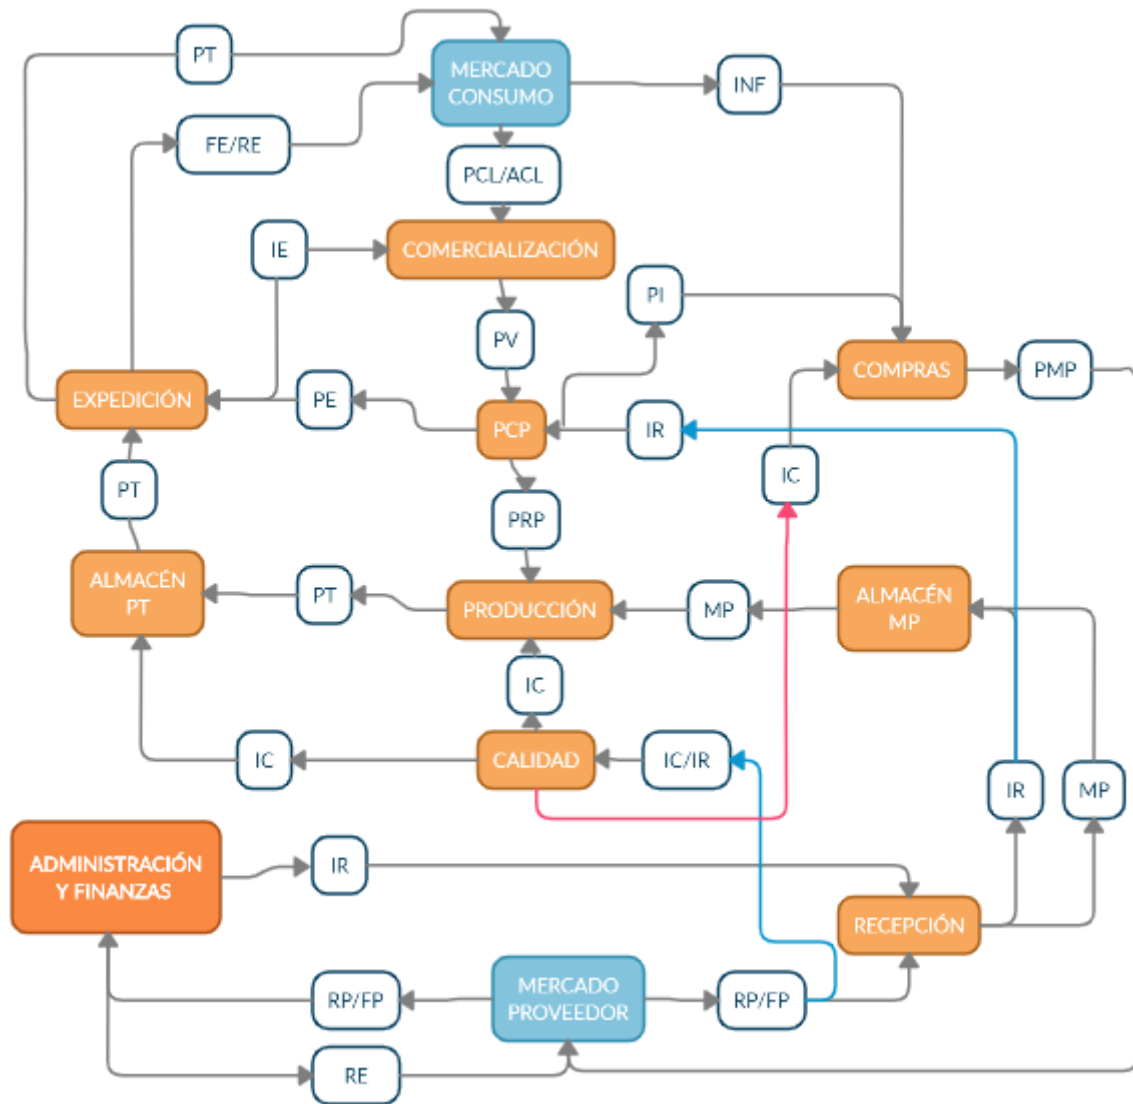 PT
MERCADO
CONSUMO
INF
FE/RE
PCL/ACL
IE
COMERCIALIZACIÓN
PI
PV
COMPRAS
PMP
EXPEDICIÓN
PE
PCP
IR
IC
PT
PRP
ALMACÉN
PT
PT
PRODUCCIÓN
MP
ALMACÉN
MP
IC
IC
CALIDAD
IC/IR
IR
MP
ADMINISTRACIÓN
Y FINANZAS
IR
RECEPCIÓN
RP/FP
MERCADO
PROVEEDOR
RP/FP
RE